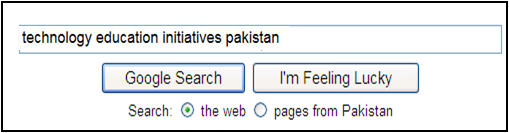 technology education initiatives pakistan
Google Search I'm Feeling Lucky
Search: the web pages from Pakistan